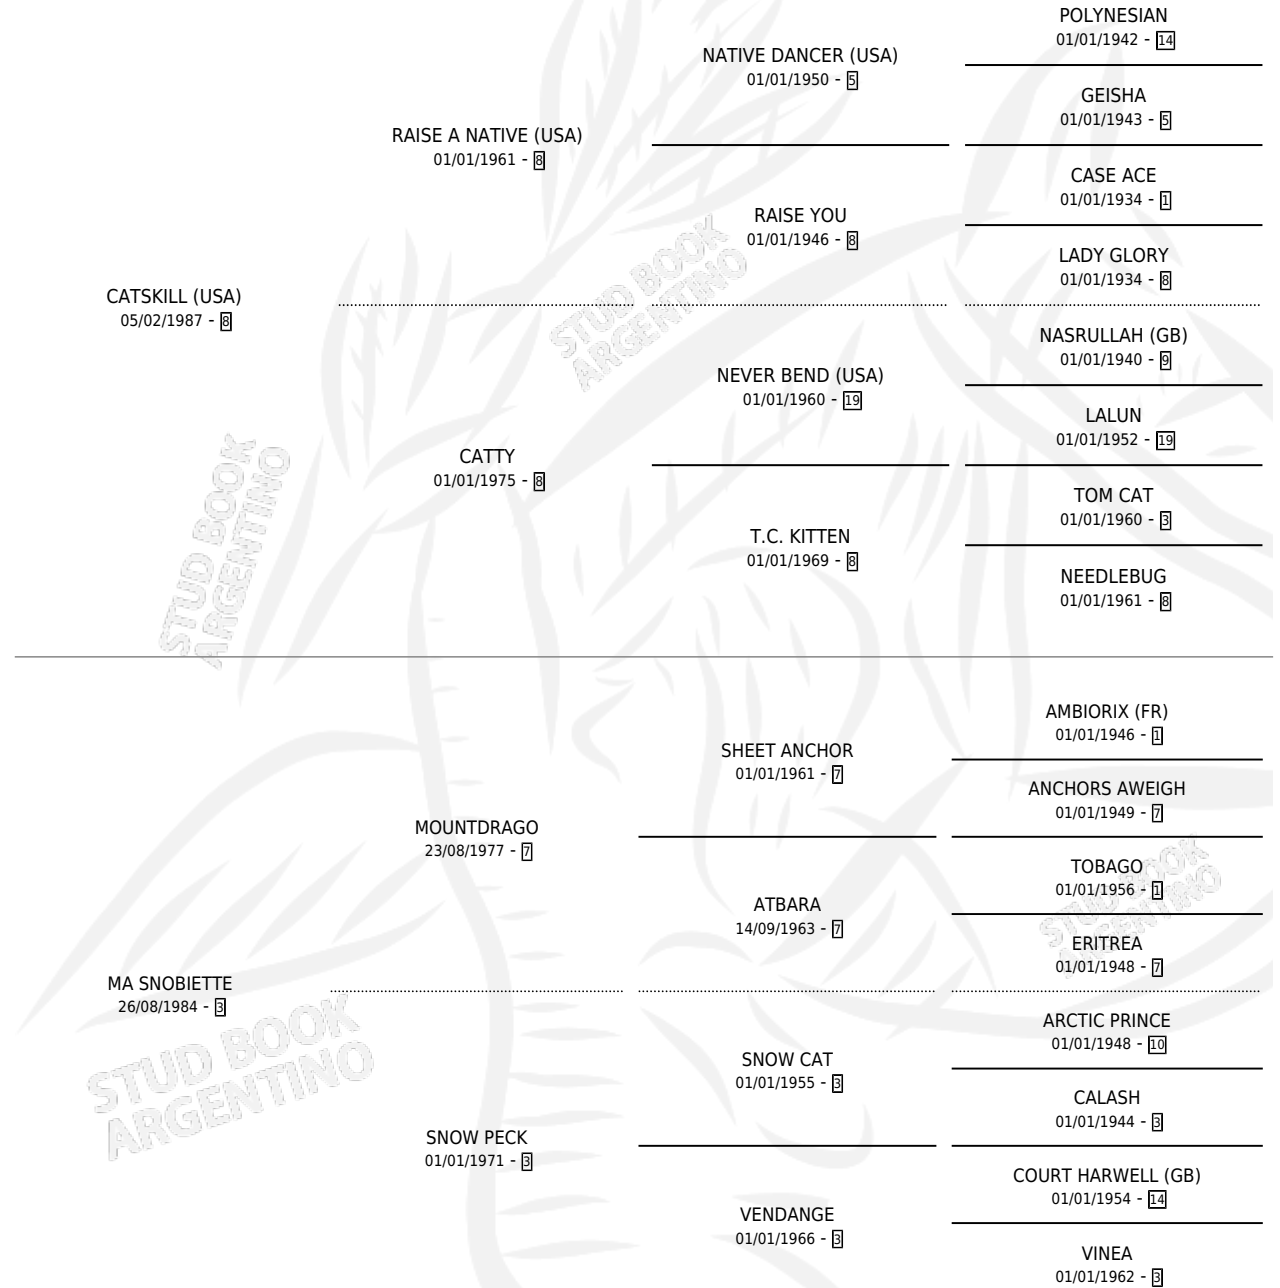 POLYNESIAN
01/01/1942 - 14
NATIVE DANCER (USA)
01/01/1950 - 5
GEISHA
01/01/1943 - 5
RAISE A NATIVE (USA)
01/01/1961 - 8
CASE ACE
01/01/1934 - 1
RAISE YOU
01/01/1946 - 8
LADY GLORY
01/01/1934 - 8
CATSKILL (USA)
05/02/1987 - 8
STUD BOOK
ARGENTINO
NASRULLAH (GB)
01/01/1940 - 9
NEVER BEND (USA)
01/01/1960 - 19
LALUN
01/01/1952 - 19
CATTY
01/01/1975 - 8
TOM CAT
01/01/1960 - 3
T.C. KITTEN
01/01/1969 - 8
NEEDLEBUG
01/01/1961 - 8
STUD BOOK
ARGENTINO
AMBIORIX (FR)
01/01/1946 - 1
SHEET ANCHOR
01/01/1961 - 7
ANCHORS AWEIGH
01/01/1949 - 7
MOUNTDRAGO
23/08/1977 - 7
TOBAGO
01/01/1956 - 1
ATBARA
14/09/1963 - 7
ERITREA
01/01/1948 - 7
STUD BOOK
ARGENTINO
MA SNOBIETTE
26/08/1984 - 3
ARCTIC PRINCE
01/01/1948 - 10
SNOW CAT
01/01/1955 - 3
CALASH
01/01/1944 - 3
STUD BOOK
ARGENTINO
SNOW PECK
01/01/1971 - 3
COURT HARWELL (GB)
01/01/1954 - 14
VENDANGE
01/01/1966 - 3
VINEA
01/01/1962 - 3